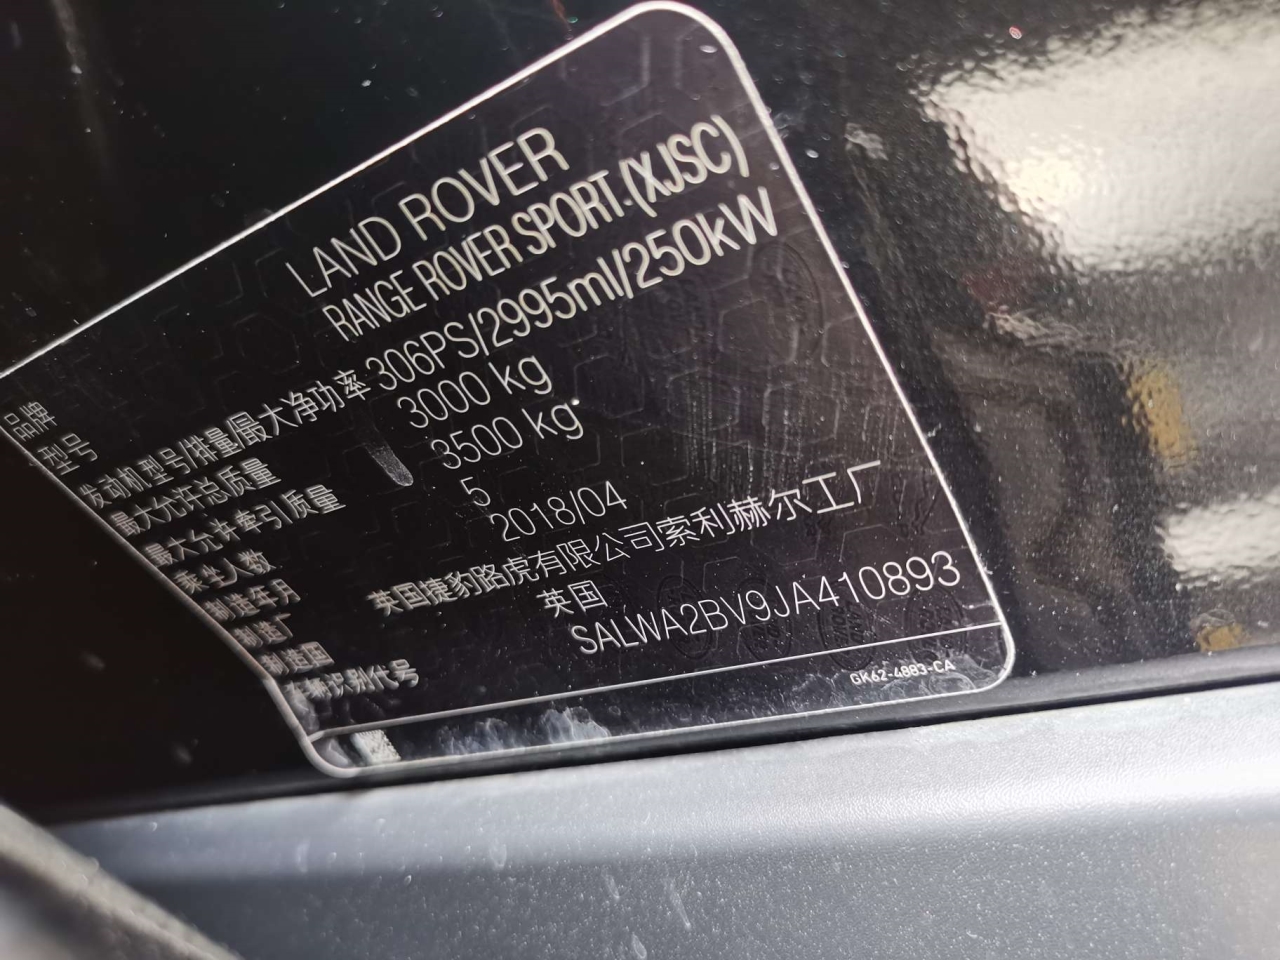 品牌 LAND ROVER
型号 RANGE ROVER SPORT (XJSC)
发动机型号/排量/最大净功率 306PS/2995ml/250kW
最大允许总质量 3000 kg
最大允许牵引质量 3500 kg
乘坐人数 5
制造年月 2018/04
制造厂 英国捷豹路虎有限公司索利赫尔工厂
制造国 英国
车辆识别代号 SALWA2BV9JA410893
GK62-4883-CA